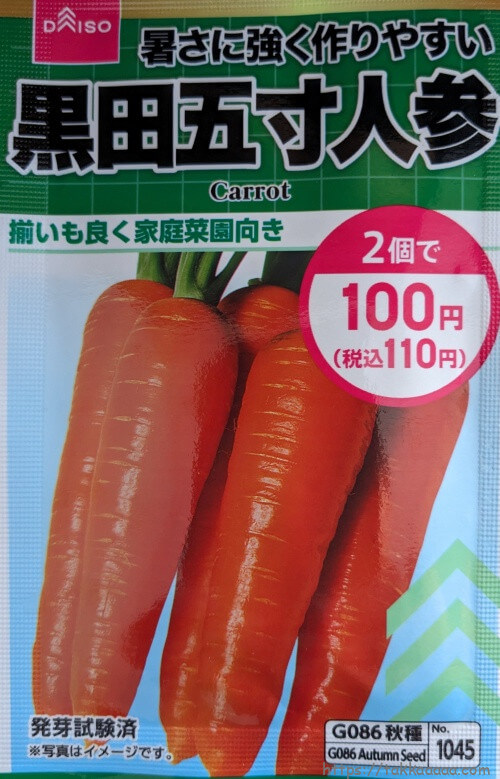 DAISO
暑さに強く作りやすい
黒田五寸人参
Carrot
揃いも良く家庭菜園向き
2個で
100円
(税込110円)
発芽試験済
※写真はイメージです。
G086 秋種
G086 Autumn Seed
No.
1045